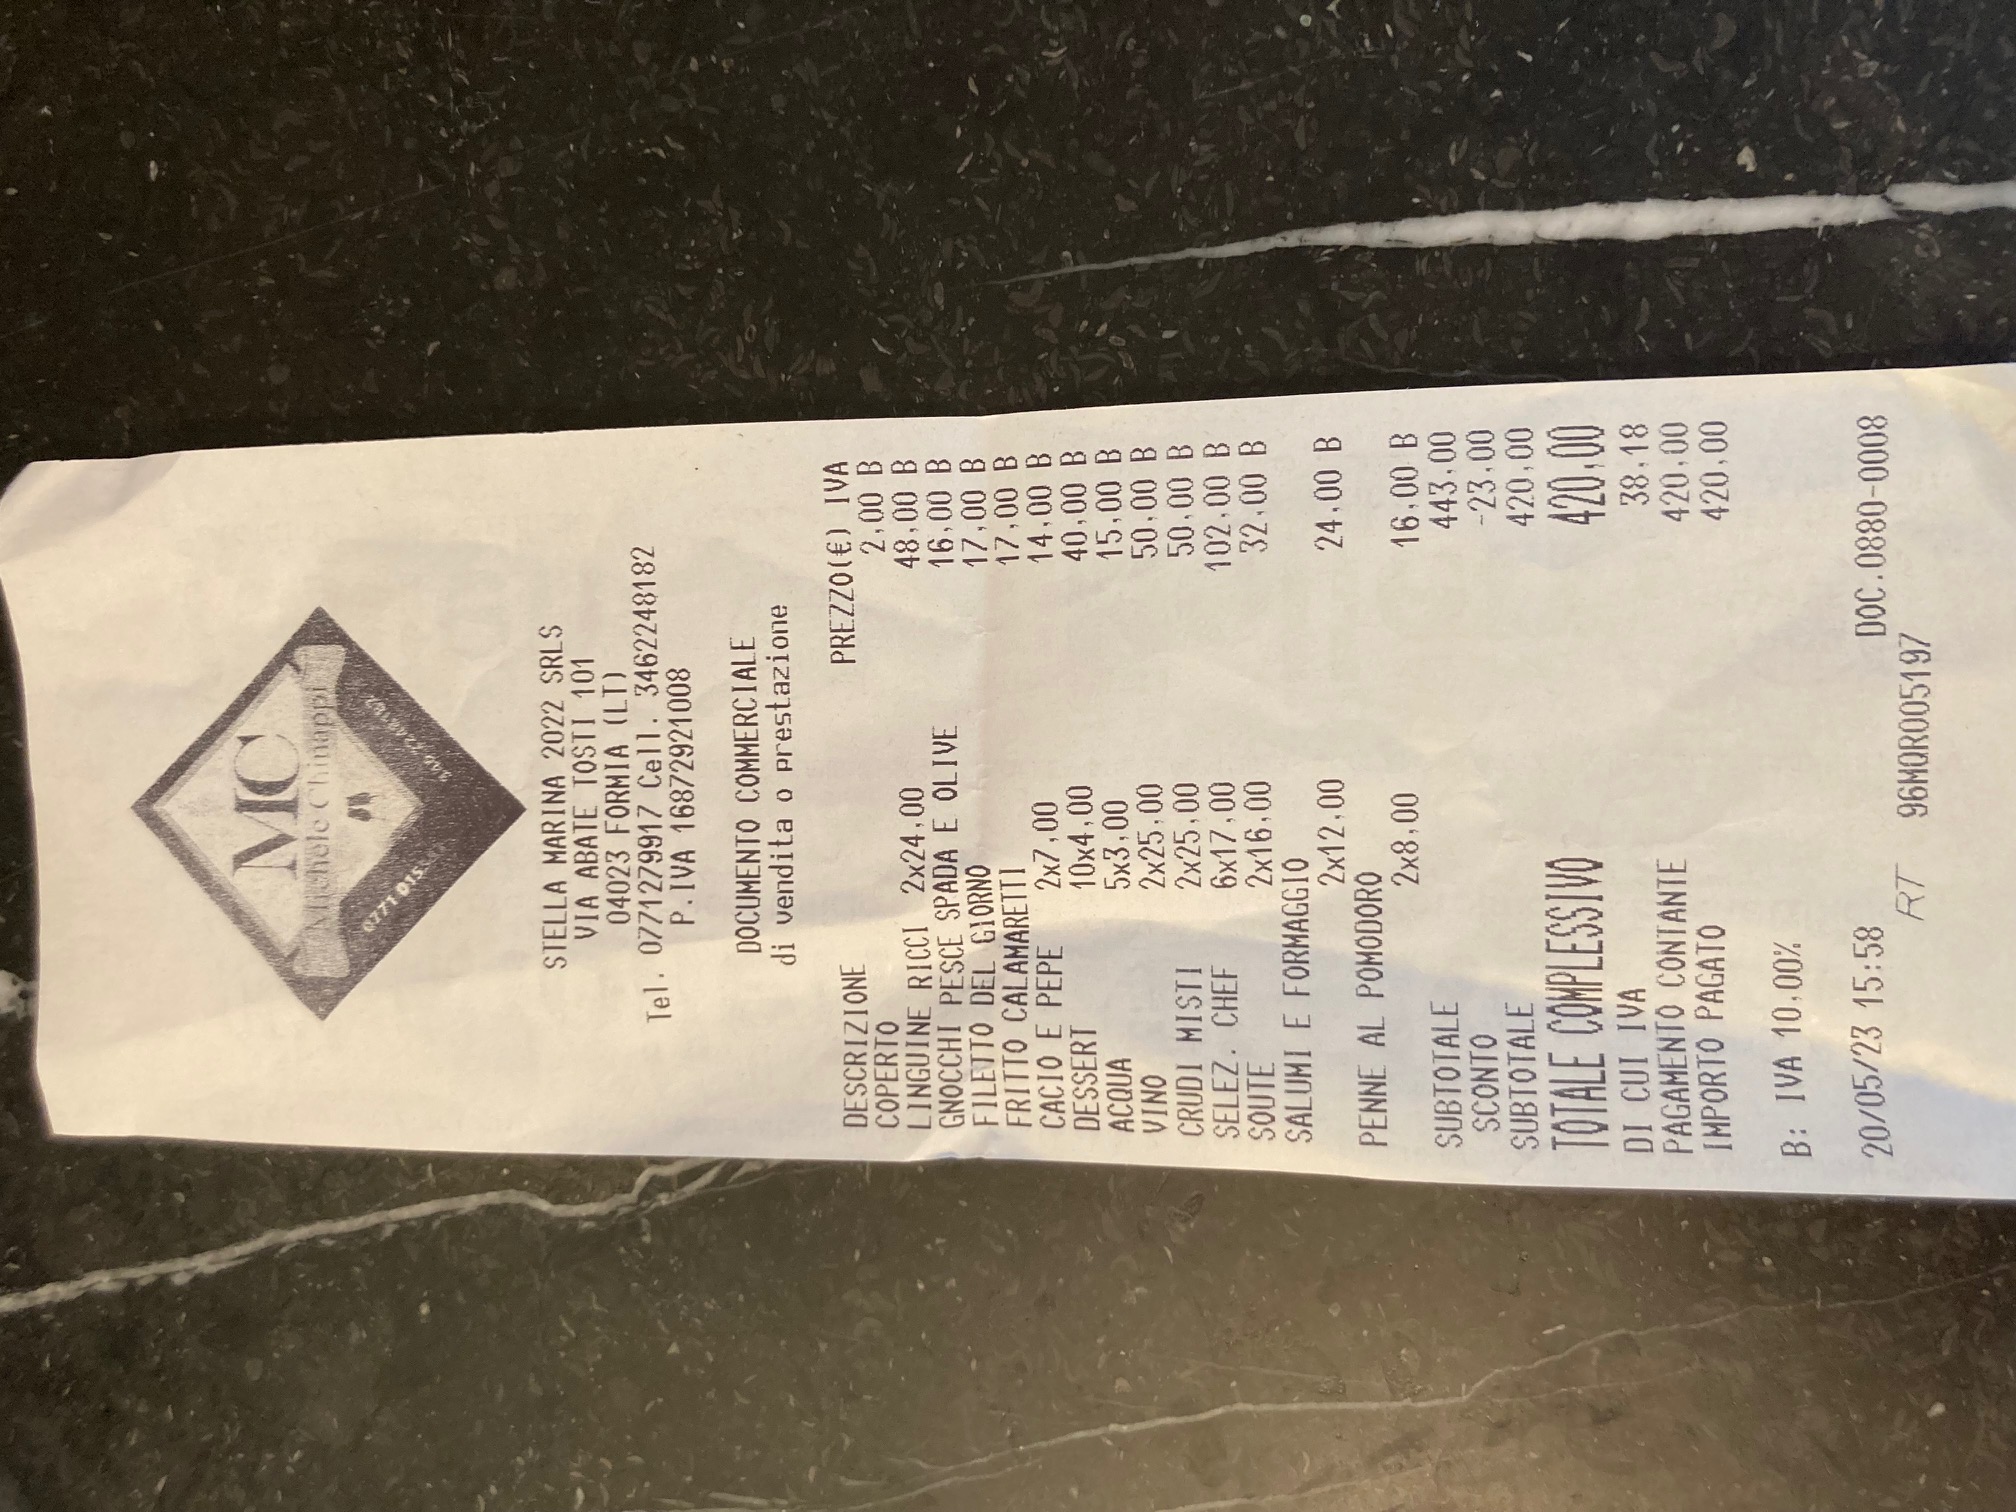 MC
Michele Chiappi
0771 015
STELLA MARINA 2022 SRLS
VIA ABATE TOSTI 101
04023 FORMIA (LT)
Tel. 0771279917 Cell. 3462248182
P.IVA 16872921008
DOCUMENTO COMMERCIALE
di vendita o prestazione
DESCRIZIONE PREZZO(€) IVA
COPERTO 2,00 B
LINGUINE RICCI 2x24,00 48,00 B
GNOCCHI PESCE SPADA E OLIVE 16,00 B
FILETTO DEL GIORNO 17,00 B
FRITTO CALAMARETTI 17,00 B
CACIO E PEPE 2x7,00 14,00 B
DESSERT 10x4,00 40,00 B
ACQUA 5x3,00 15,00 B
VINO 2x25,00 50,00 B
CRUDI MISTI 2x25,00 50,00 B
SELEZ. CHEF 6x17,00 102,00 B
SOUTE 2x16,00 32,00 B
SALUMI E FORMAGGIO
2x12,00 24,00 B
PENNE AL POMODORO
2x8,00 16,00 B
SUBTOTALE 443,00
SCONTO -23,00
SUBTOTALE 420,00
TOTALE COMPLESSIVO 420,00
DI CUI IVA 38,18
PAGAMENTO CONTANTE 420,00
IMPORTO PAGATO 420,00
B: IVA 10,00%
20/05/23 15:58 DOC.0880-0008
RT 96MQR005197